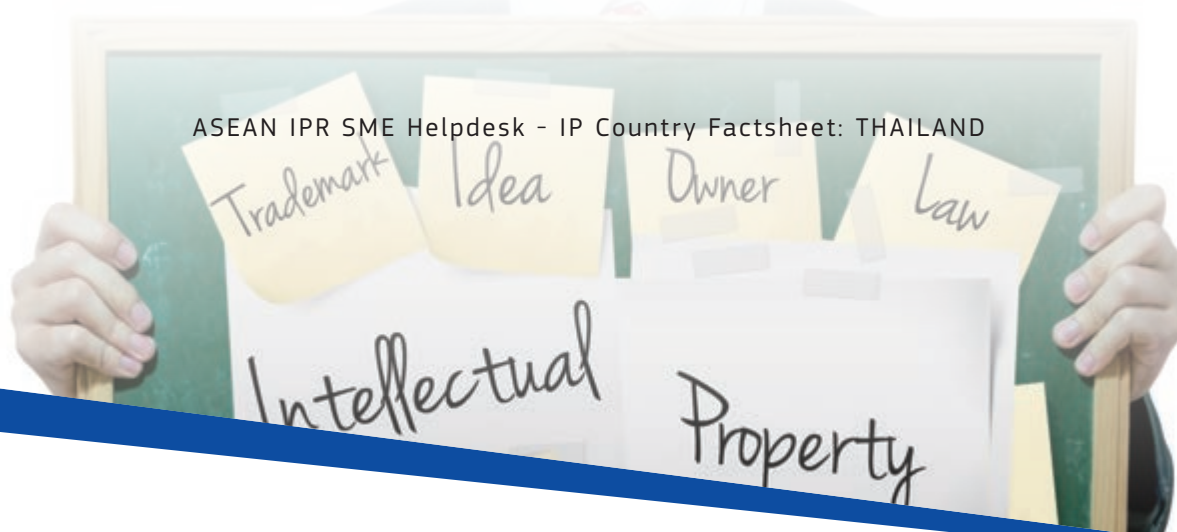 ASEAN IPR SME Helpdesk - IP Country Factsheet: THAILAND
Trademark
Idea
Owner
Law
Intellectual
Property